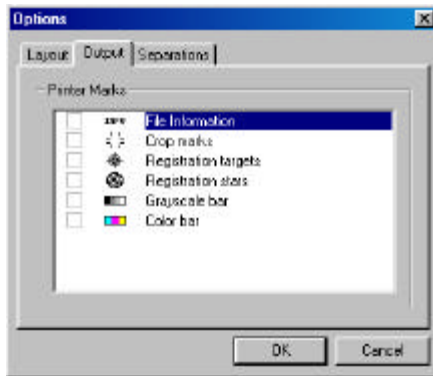 Options
Layout Output Separations
Printer Marks
INFO File Information
Crop marks
Registration targets
Registration stars
Grayscale bar
Color bar
OK Cancel